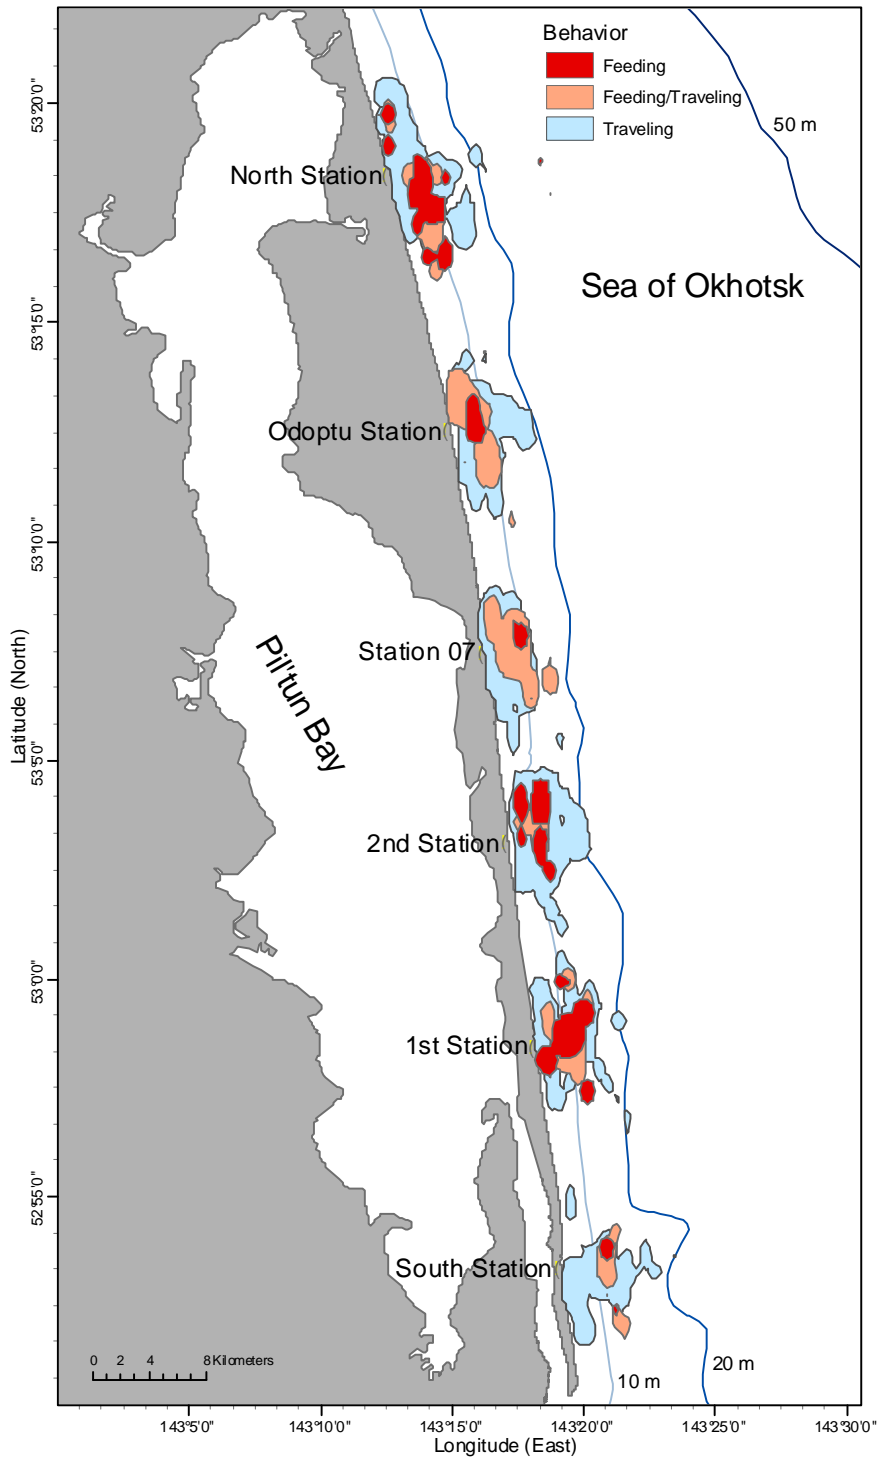 Behavior
Feeding
Feeding/Traveling
Traveling
50 m
53°20'0"
North Station
Sea of Okhotsk
53°15'0"
Odoptu Station
53°10'0"
Station 07
Pil'tun Bay
Latitude (North)
53°5'0"
2nd Station
53°0'0"
1st Station
52°55'0"
South Station
0 2 4 8 Kilometers
20 m
10 m
143°5'0" 143°10'0" 143°15'0" 143°20'0" 143°25'0" 143°30'0"
Longitude (East)